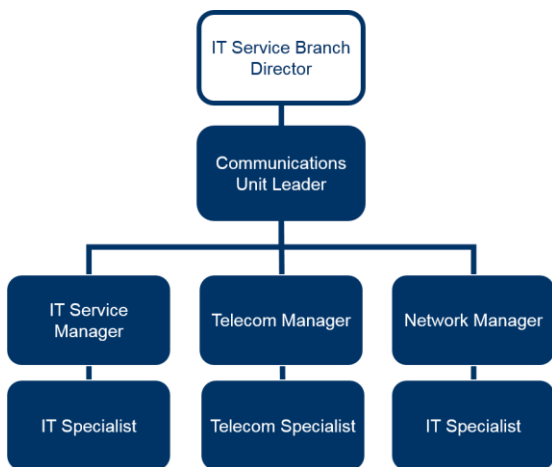 IT Service Branch
Director
Communications
Unit Leader
IT Service
Manager
Telecom Manager
Network Manager
IT Specialist
Telecom Specialist
IT Specialist